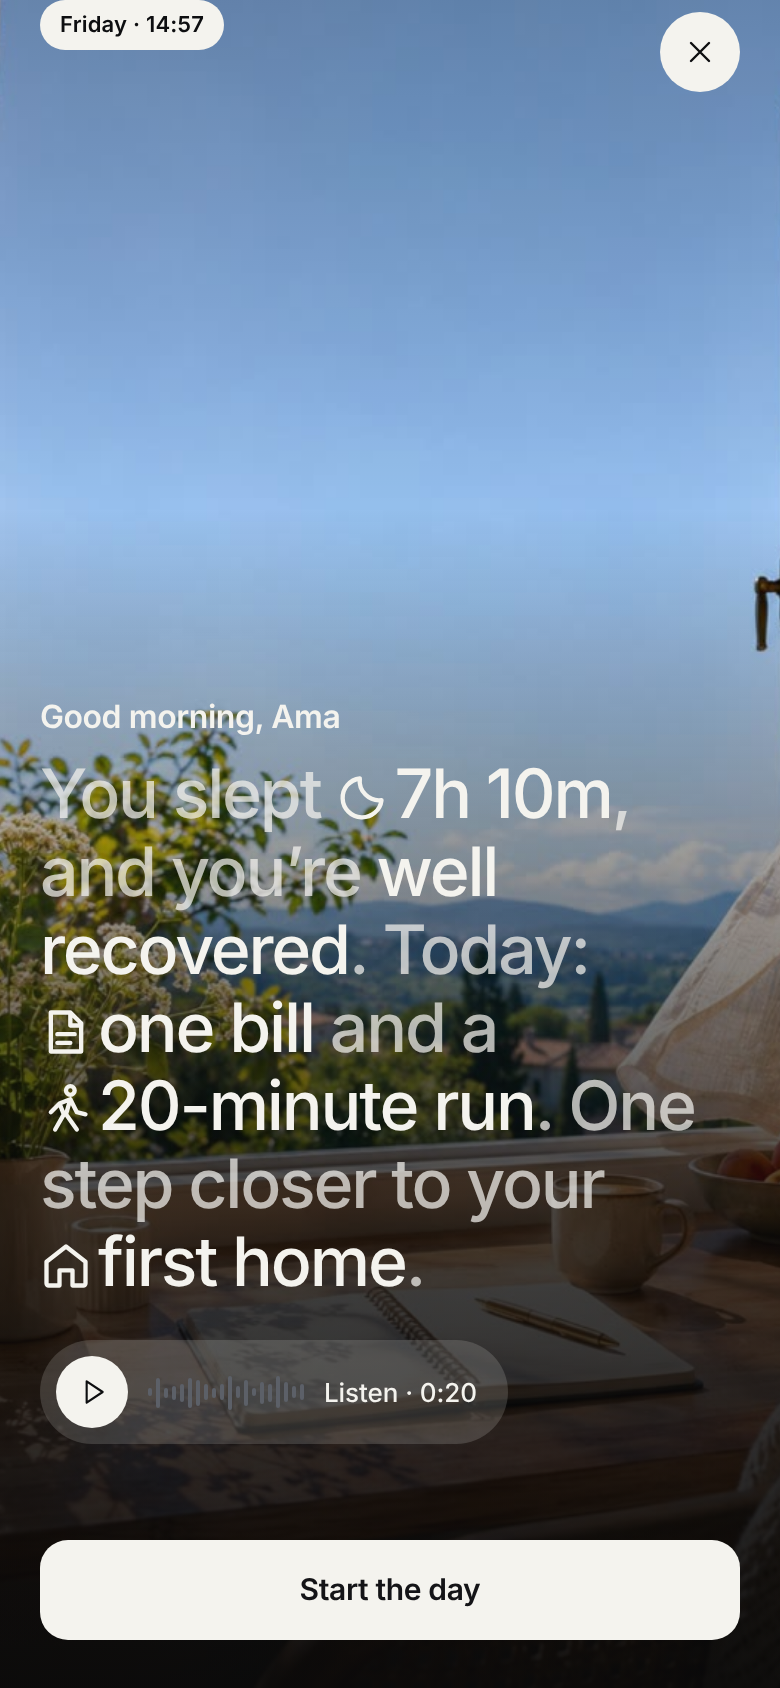 Friday · 14:57
Good morning, Ama
You slept 7h 10m,
and you’re well
recovered. Today:
one bill and a
20-minute run. One
step closer to your
first home.
Listen · 0:20
Start the day